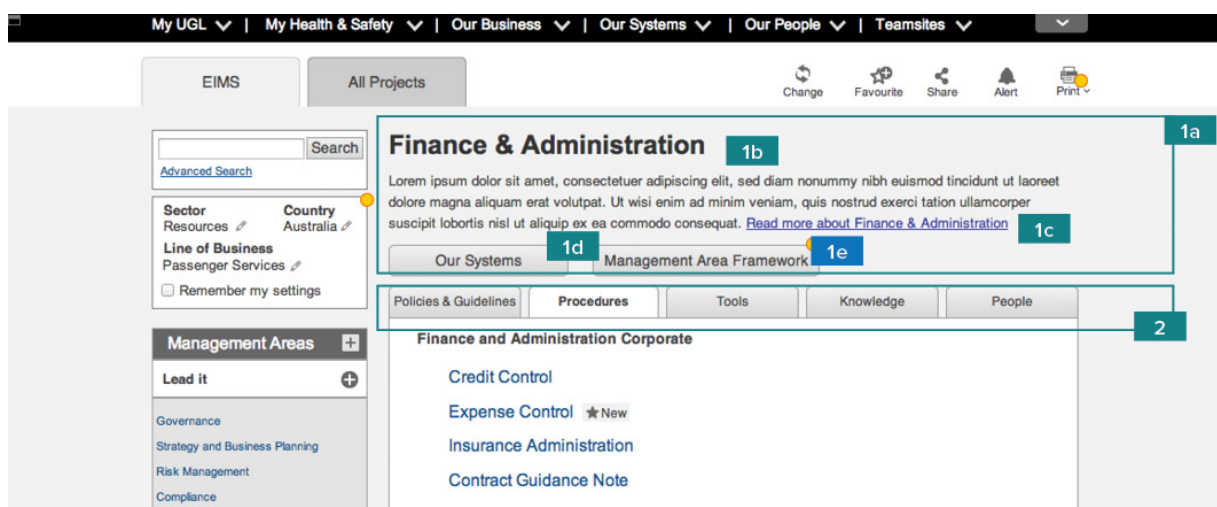 My UGL | My Health & Safety | Our Business | Our Systems | Our People | Teamsites
EIMS
All Projects
Change
Favourite
Share
Alert
Print
1a
Search
Advanced Search
Finance & Administration
1b
Lorem ipsum dolor sit amet, consectetuer adipiscing elit, sed diam nonummy nibh euismod tincidunt ut laoreet
dolore magna aliquam erat volutpat. Ut wisi enim ad minim veniam, quis nostrud exerci tation ullamcorper
suscipit lobortis nisl ut aliquip ex ea commodo consequat. Read more about Finance & Administration
1c
Sector
Country
Resources
Australia
Line of Business
Passenger Services
Remember my settings
Our Systems
1d
Management Area Framework
1e
Policies & Guidelines
Procedures
Tools
Knowledge
People
2
Management Areas
Lead it
Governance
Strategy and Business Planning
Risk Management
Compliance
Finance and Administration Corporate
Credit Control
Expense Control New
Insurance Administration
Contract Guidance Note